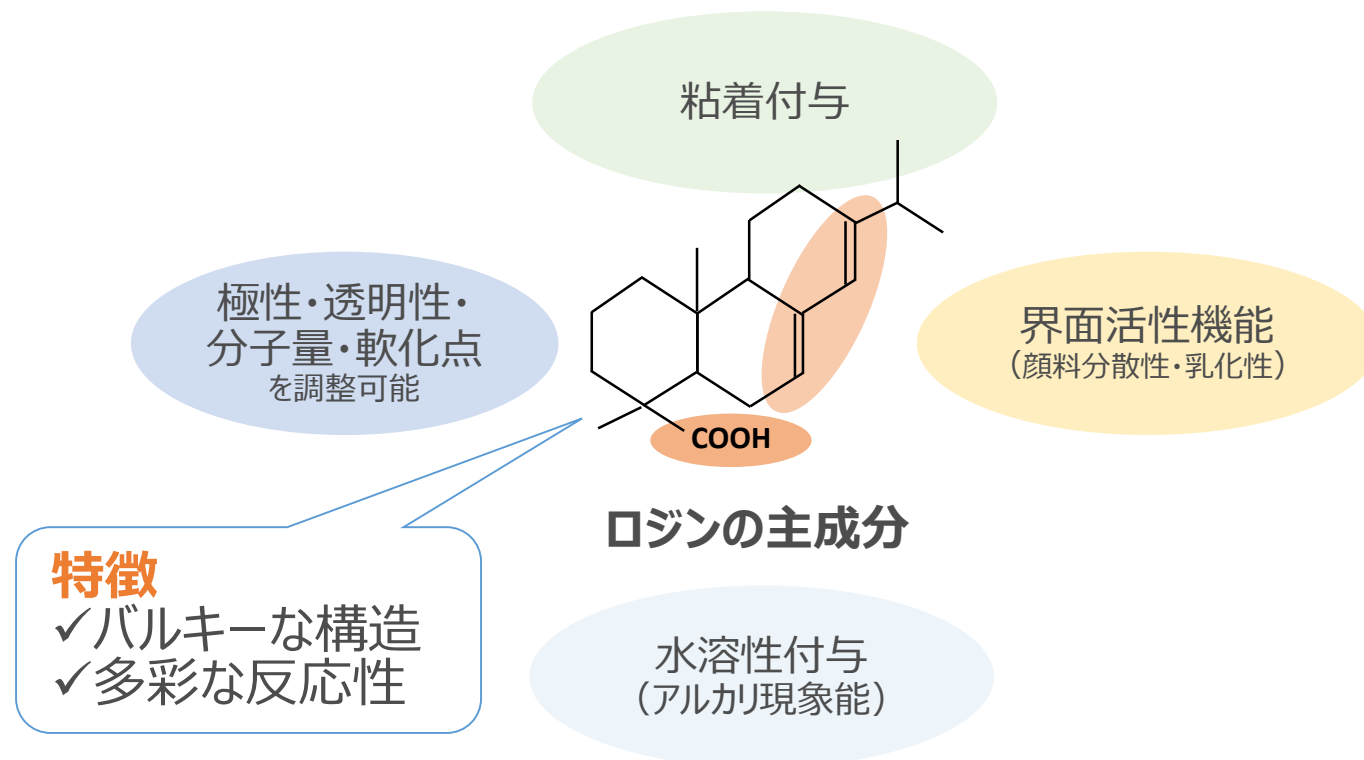 粘着付与
極性・透明性・
分子量・軟化点
を調整可能
界面活性機能
（顔料分散性・乳化性）
COOH
ロジンの主成分
特徴
✓バルキーな構造
✓多彩な反応性
水溶性付与
（アルカリ現象能）